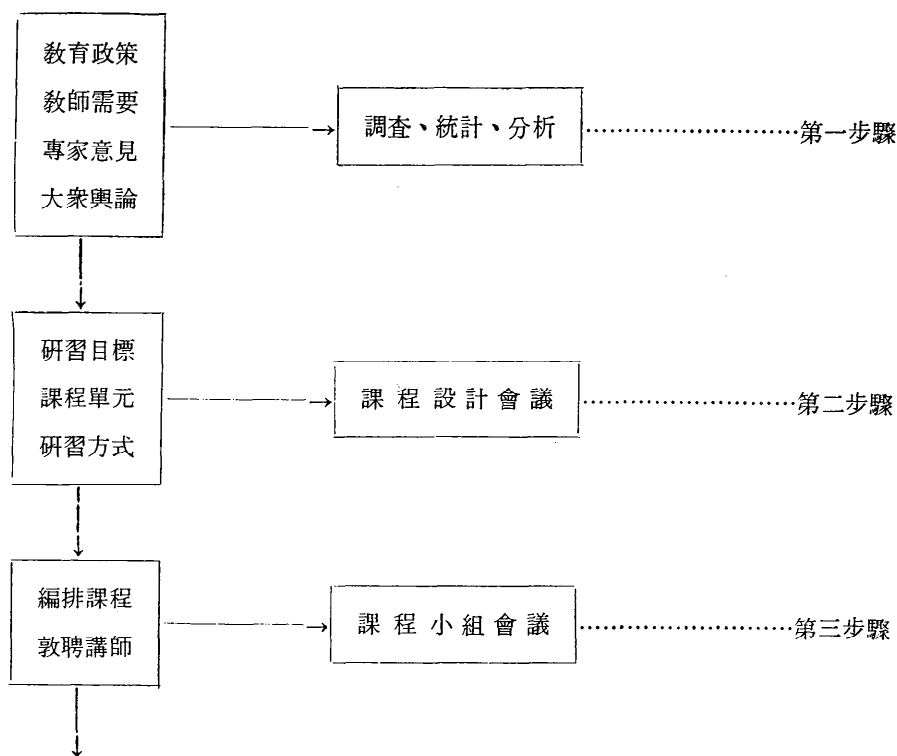 教育政策
教師需要
專家意見
大衆輿論
調查、統計、分析
第一步驟
研習目標
課程單元
研習方式
課程設計會議
第二步驟
編排課程
敦聘講師
課程小組會議
第三步驟